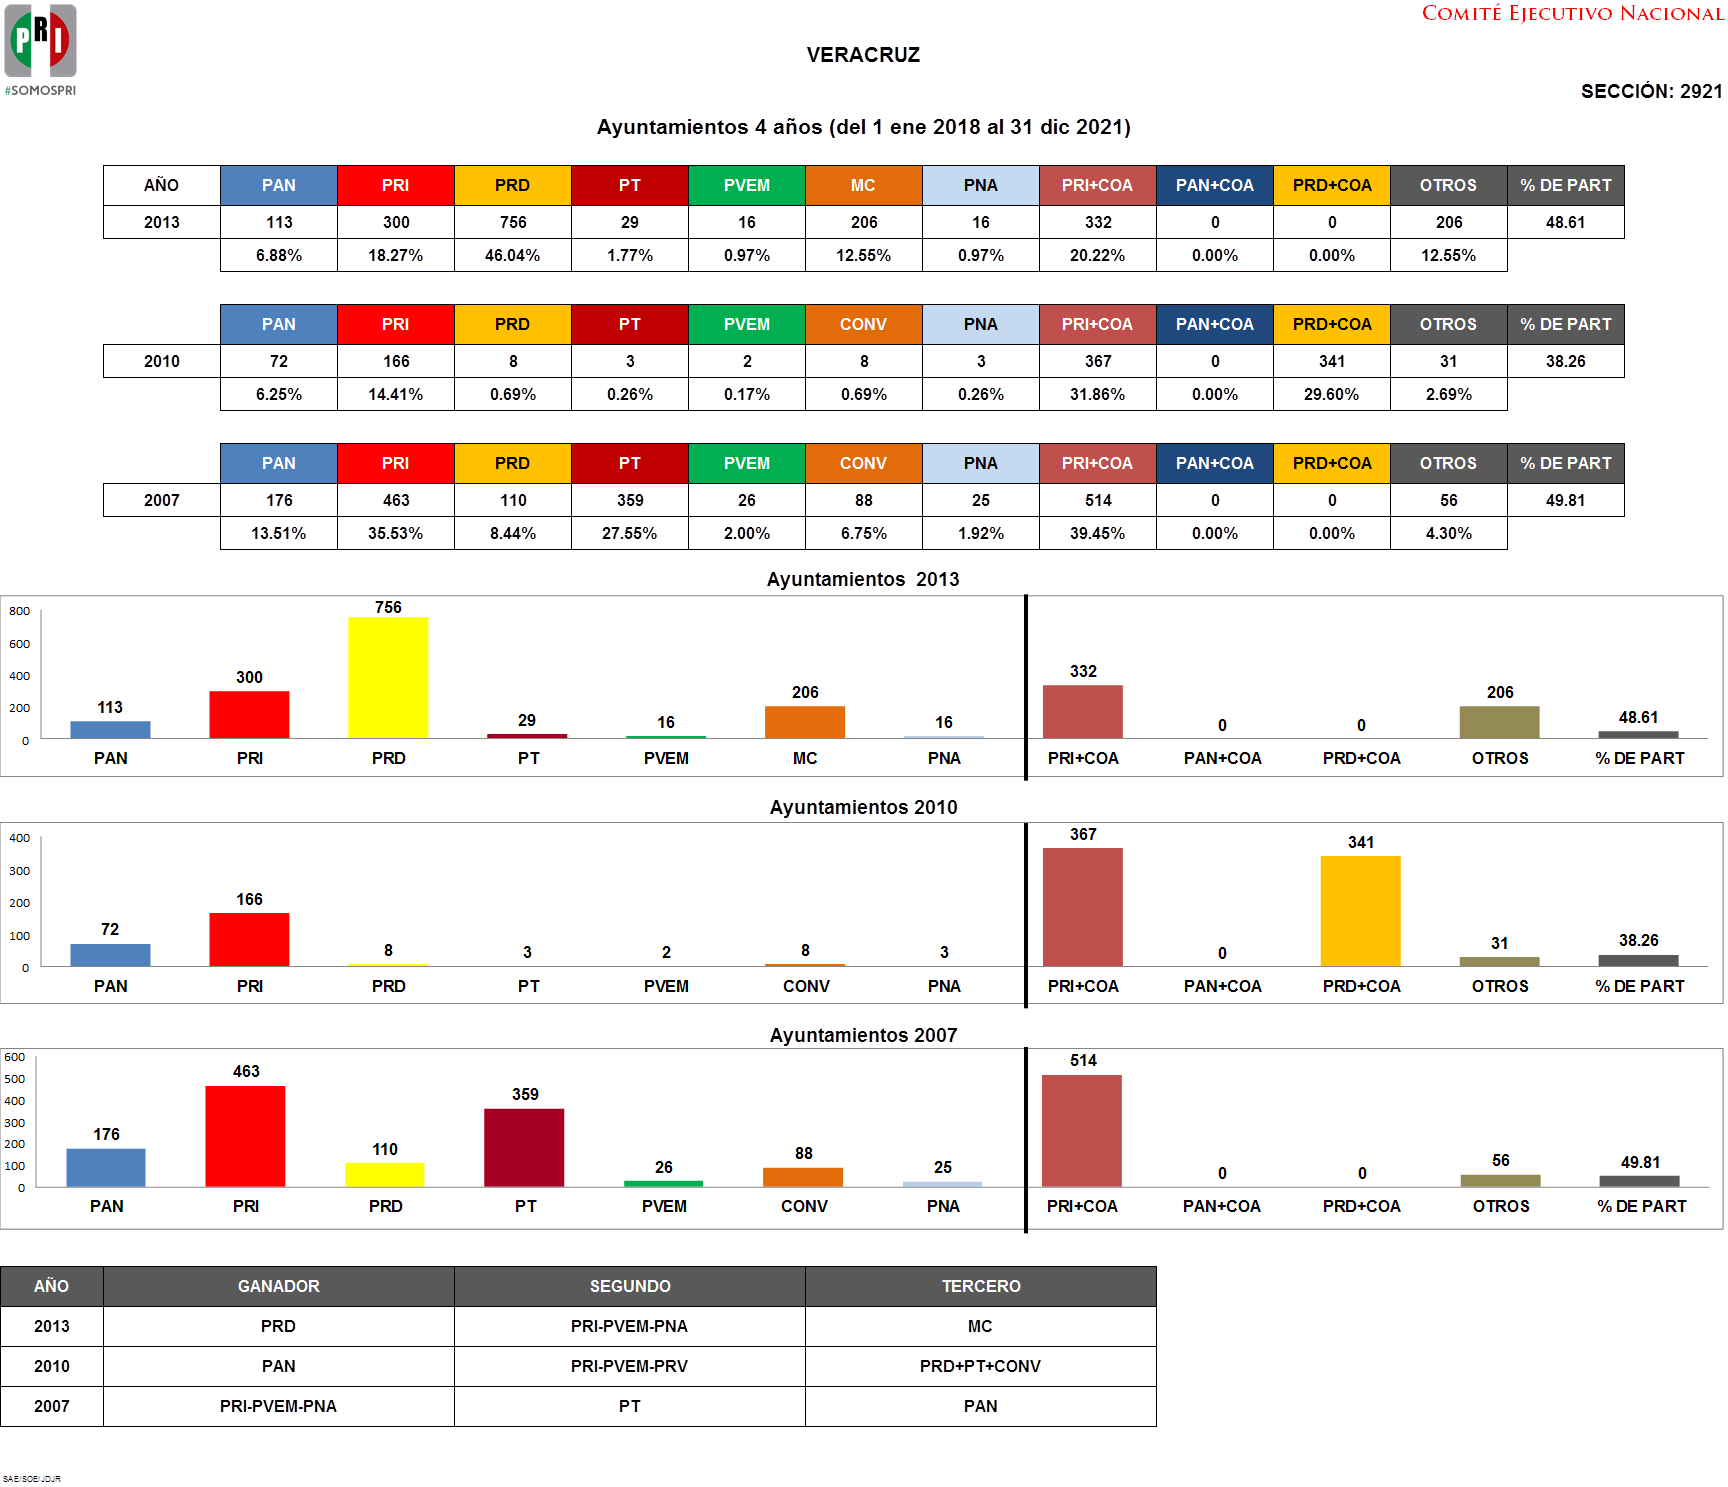 PRI
#SOMOSPRI
COMITÉ EJECUTIVO NACIONAL
VERACRUZ
SECCIÓN: 2921
Ayuntamientos 4 años (del 1 ene 2018 al 31 dic 2021)
AÑO PAN PRI PRD PT PVEM MC PNA PRI+COA PAN+COA PRD+COA OTROS % DE PART
2013 113 300 756 29 16 206 16 332 0 0 206 48.61
6.88% 18.27% 46.04% 1.77% 0.97% 12.55% 0.97% 20.22% 0.00% 0.00% 12.55%
PAN PRI PRD PT PVEM CONV PNA PRI+COA PAN+COA PRD+COA OTROS % DE PART
2010 72 166 8 3 2 8 3 367 0 341 31 38.26
6.25% 14.41% 0.69% 0.26% 0.17% 0.69% 0.26% 31.86% 0.00% 29.60% 2.69%
PAN PRI PRD PT PVEM CONV PNA PRI+COA PAN+COA PRD+COA OTROS % DE PART
2007 176 463 110 359 26 88 25 514 0 0 56 49.81
13.51% 35.53% 8.44% 27.55% 2.00% 6.75% 1.92% 39.45% 0.00% 0.00% 4.30%
Ayuntamientos 2013
800
600
400
200
0
113 300 756 29 16 206 16 332 0 0 206 48.61
PAN PRI PRD PT PVEM MC PNA PRI+COA PAN+COA PRD+COA OTROS % DE PART
Ayuntamientos 2010
400
300
200
100
0
72 166 8 3 2 8 3 367 0 341 31 38.26
PAN PRI PRD PT PVEM CONV PNA PRI+COA PAN+COA PRD+COA OTROS % DE PART
Ayuntamientos 2007
600
500
400
300
200
100
0
176 463 110 359 26 88 25 514 0 0 56 49.81
PAN PRI PRD PT PVEM CONV PNA PRI+COA PAN+COA PRD+COA OTROS % DE PART
AÑO GANADOR SEGUNDO TERCERO
2013 PRD PRI-PVEM-PNA MC
2010 PAN PRI-PVEM-PRV PRD+PT+CONV
2007 PRI-PVEM-PNA PT PAN
SAE/SOE/JDJR